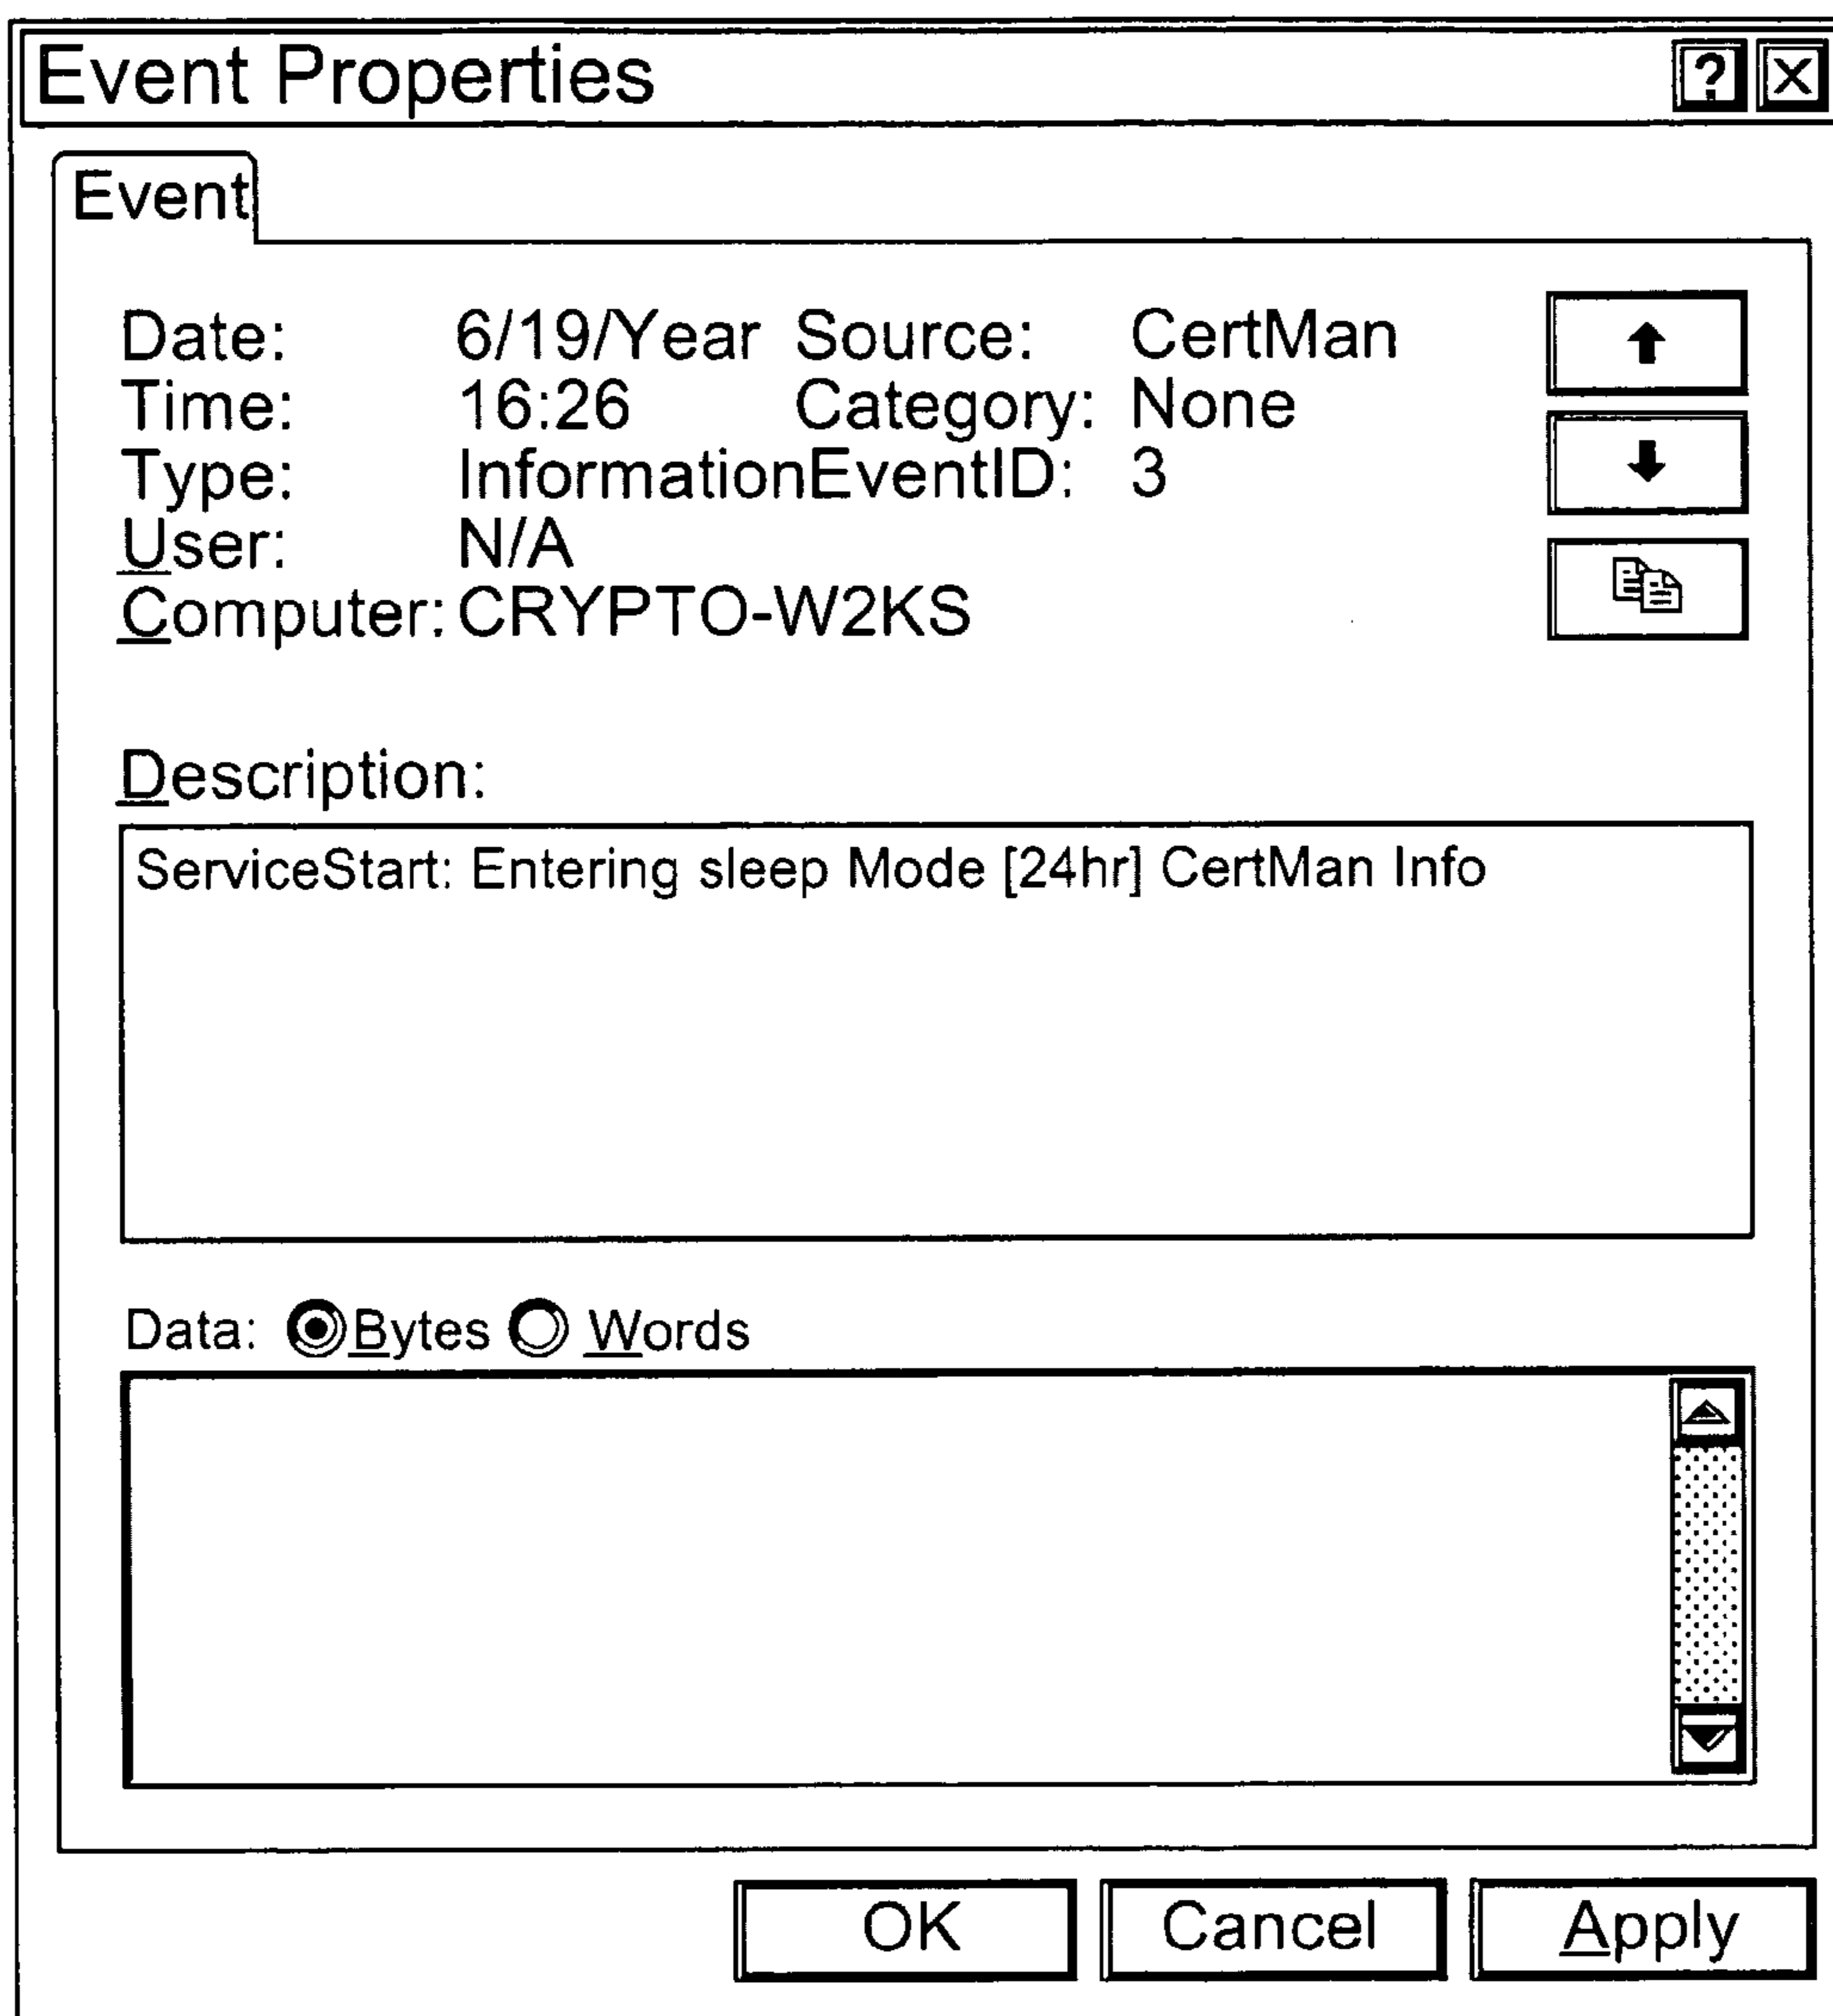 Event Properties ? X
Event
Date: 6/19/Year Source: CertMan
Time: 16:26 Category: None
Type: InformationEventID: 3
User: N/A
Computer: CRYPTO-W2KS
Description:
ServiceStart: Entering sleep Mode [24hr] CertMan Info
Data: Bytes Words
OK Cancel Apply